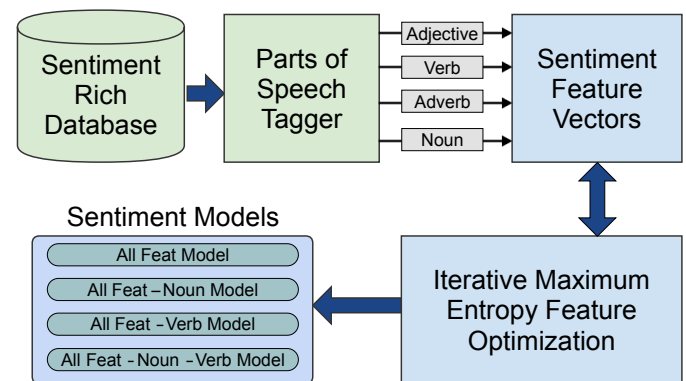 Sentiment
Rich
Database
Parts of
Speech
Tagger
Adjective
Verb
Adverb
Noun
Sentiment
Feature
Vectors
Sentiment Models
All Feat Model
All Feat – Noun Model
All Feat - Verb Model
All Feat - Noun - Verb Model
Iterative Maximum
Entropy Feature
Optimization